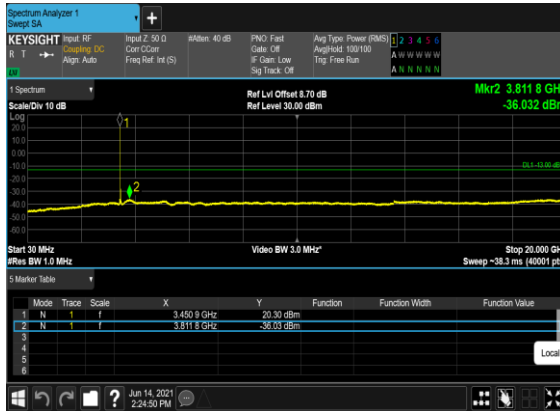 Spectrum Analyzer 1
Swept SA
+
KEYSIGHT
R T
Input: RF
Coupling: DC
Align: Auto
Input Z: 50 Ω
Corr CCorr
Freq Ref: Int (S)
#Atten: 40 dB
PNO: Fast
Gate: Off
IF Gain: Low
Sig Track: Off
Avg Type: Power (RMS)
Avg|Hold: 100/100
Trig: Free Run
1 2 3 4 5 6
A W W W W W
A N N N N N
1 Spectrum
Scale/Div 10 dB
Ref Lvl Offset 8.70 dB
Ref Level 30.00 dBm
Mkr2 3.811 8 GH
-36.032 dB
Log
20.0
10.0
0.00
-10.0
-20.0
-30.0
-40.0
-50.0
-60.0
1
2
DL1 -13.00 dB
Start 30 MHz
#Res BW 1.0 MHz
Video BW 3.0 MHz*
Stop 20.000 GH
Sweep ~38.3 ms (40001 pt
5 Marker Table
Mode Trace Scale X Y Function Function Width Function Value
1 N 1 f 3.450 9 GHz 20.30 dBm
2 N 1 f 3.811 8 GHz -36.03 dBm
3
4
5
6
Local
?
Jun 14, 2021
2:24:50 PM